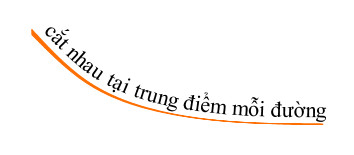 cắt nhau tại trung điểm mỗi đường